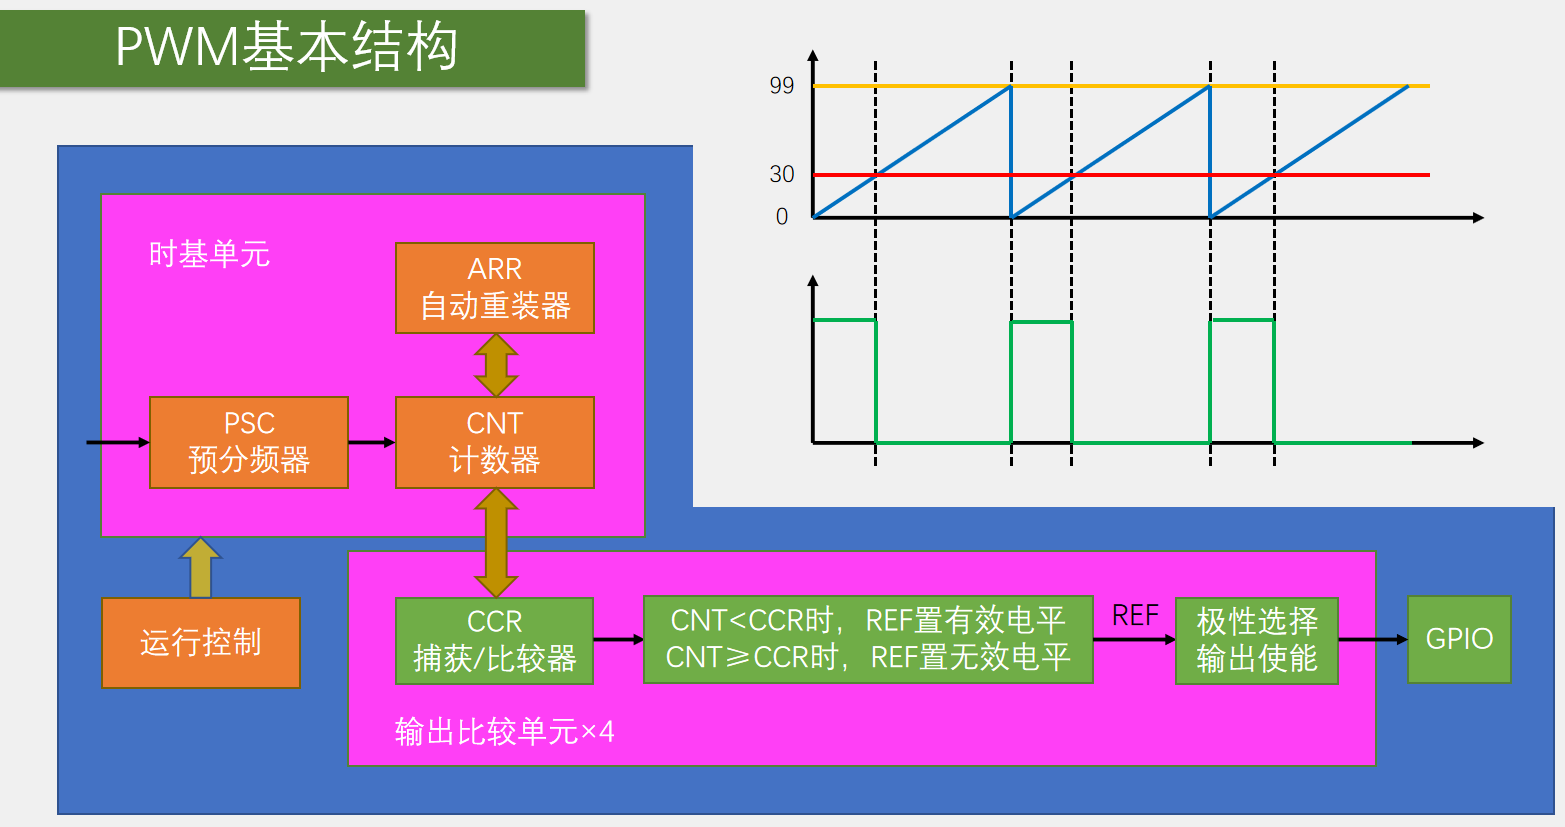 PWM基本结构
99
30
0
时基单元
ARR
自动重装器
PSC
预分频器
CNT
计数器
运行控制
CCR
捕获/比较器
CNT<CCR时，REF置有效电平
CNT≥CCR时，REF置无效电平
REF
极性选择
输出使能
GPIO
输出比较单元×4